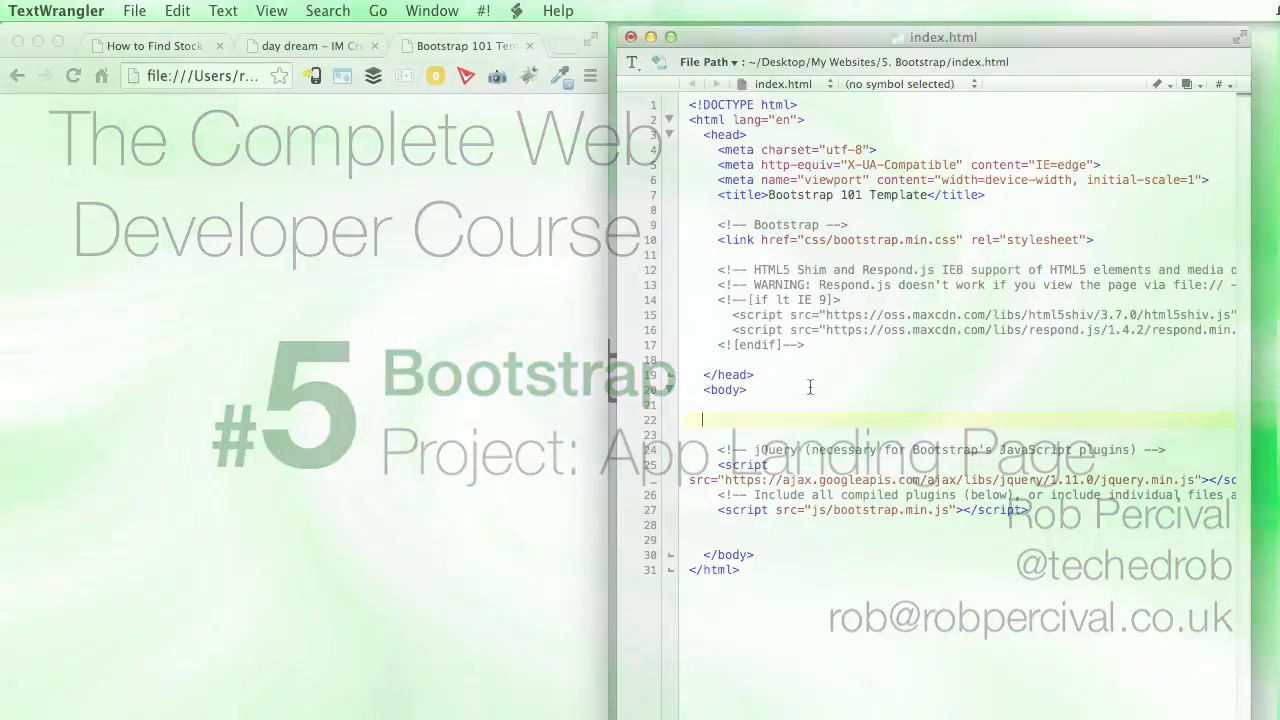 TextWrangler File Edit Text View Search Go Window #! Help
How to Find Stock
day dream – IM Cr
Bootstrap 101 Tem
file:///Users/r...
index.html
File Path ▾ : ~/Desktop/My Websites/5. Bootstrap/index.html
index.html (no symbol selected)
The Complete Web
Developer Course
#5 Bootstrap
Project: App Landing Page
Rob Percival
@techedrob
rob@robpercival.co.uk
1 <!DOCTYPE html>
2 <html lang="en">
3 <head>
4 <meta charset="utf-8">
5 <meta http-equiv="X-UA-Compatible" content="IE=edge">
6 <meta name="viewport" content="width=device-width, initial-scale=1">
7 <title>Bootstrap 101 Template</title>
8
9 <!-- Bootstrap -->
10 <link href="css/bootstrap.min.css" rel="stylesheet">
11
12 <!-- HTML5 Shim and Respond.js IE8 support of HTML5 elements and media
13 <!-- WARNING: Respond.js doesn't work if you view the page via file://
14 <!--[if lt IE 9]>
15 <script src="https://oss.maxcdn.com/libs/html5shiv/3.7.0/html5shiv.js"
16 <script src="https://oss.maxcdn.com/libs/respond.js/1.4.2/respond.min.
17 <![endif]-->
18
19 </head>
20 <body>
21
22
23
24 <!-- jQuery (necessary for Bootstrap's JavaScript plugins) -->
25 <script
… src="https://ajax.googleapis.com/ajax/libs/jquery/1.11.0/jquery.min.js"></sc
26 <!-- Include all compiled plugins (below), or include individual files a
27 <script src="js/bootstrap.min.js"></script>
28
29
30 </body>
31 </html>